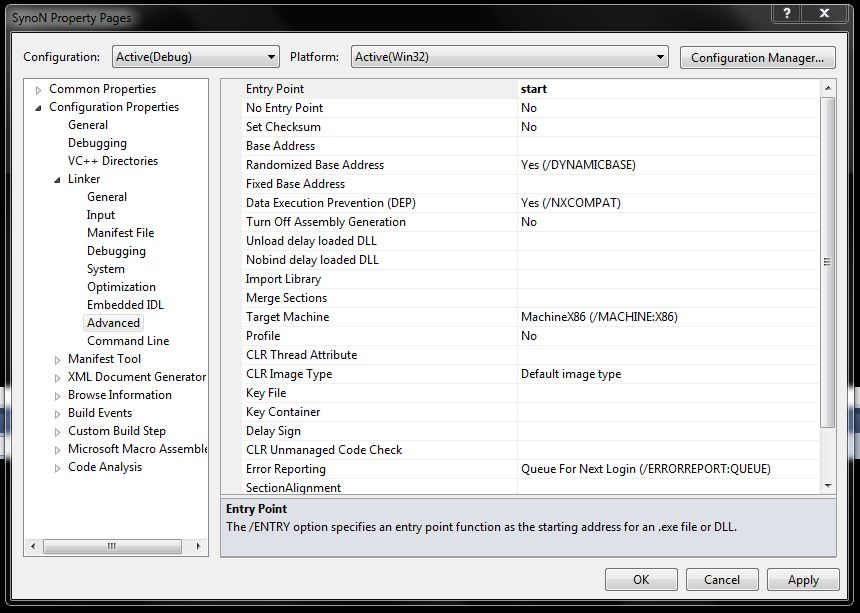 SynoN Property Pages
Configuration: Active(Debug) Platform: Active(Win32) Configuration Manager...
Common Properties
Configuration Properties
General
Debugging
VC++ Directories
Linker
General
Input
Manifest File
Debugging
System
Optimization
Embedded IDL
Advanced
Command Line
Manifest Tool
XML Document Generator
Browse Information
Build Events
Custom Build Step
Microsoft Macro Assemble
Code Analysis
Entry Point start
No Entry Point No
Set Checksum No
Base Address
Randomized Base Address Yes (/DYNAMICBASE)
Fixed Base Address
Data Execution Prevention (DEP) Yes (/NXCOMPAT)
Turn Off Assembly Generation No
Unload delay loaded DLL
Nobind delay loaded DLL
Import Library
Merge Sections
Target Machine MachineX86 (/MACHINE:X86)
Profile No
CLR Thread Attribute
CLR Image Type Default image type
Key File
Key Container
Delay Sign
CLR Unmanaged Code Check
Error Reporting Queue For Next Login (/ERRORREPORT:QUEUE)
SectionAlignment
Entry Point
The /ENTRY option specifies an entry point function as the starting address for an .exe file or DLL.
OK Cancel Apply